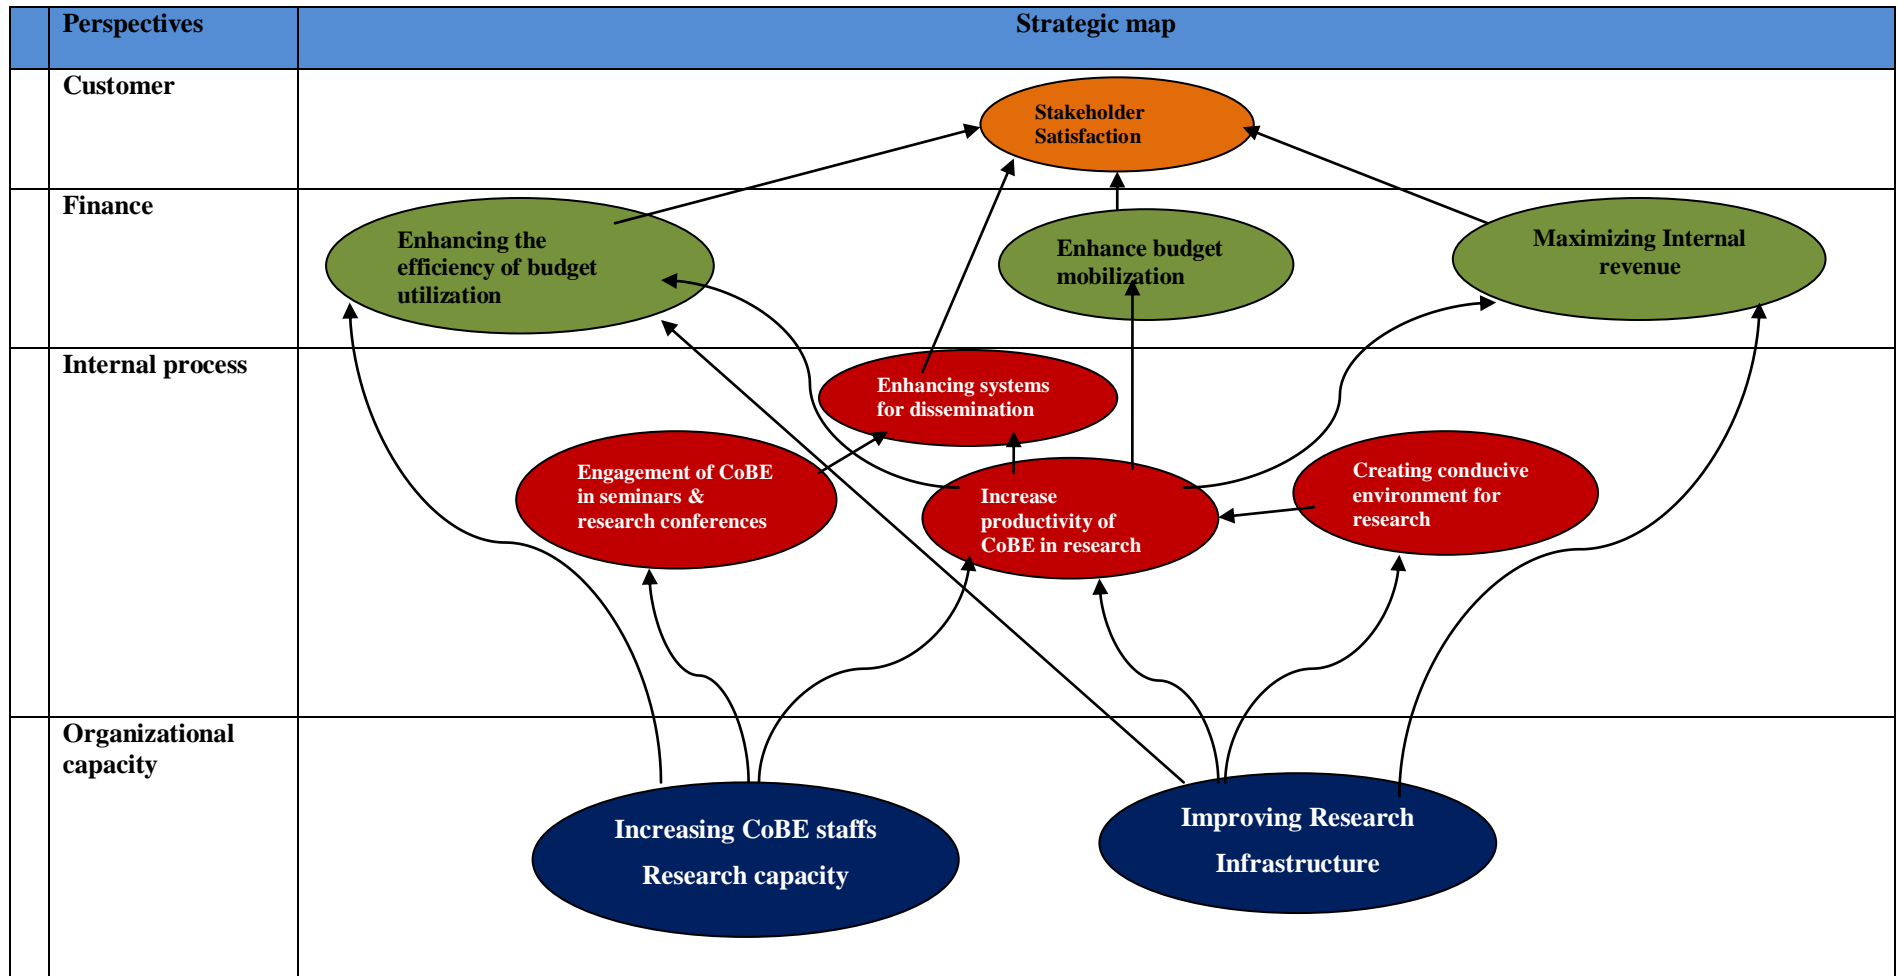 Perspectives
Strategic map
Customer
Stakeholder
Satisfaction
Finance
Enhancing the
efficiency of budget
utilization
Enhance budget
mobilization
Maximizing Internal
revenue
Internal process
Enhancing systems
for dissemination
Engagement of CoBE
in seminars &
research conferences
Increase
productivity of
CoBE in research
Creating conducive
environment for
research
Organizational
capacity
Increasing CoBE staffs
Research capacity
Improving Research
Infrastructure